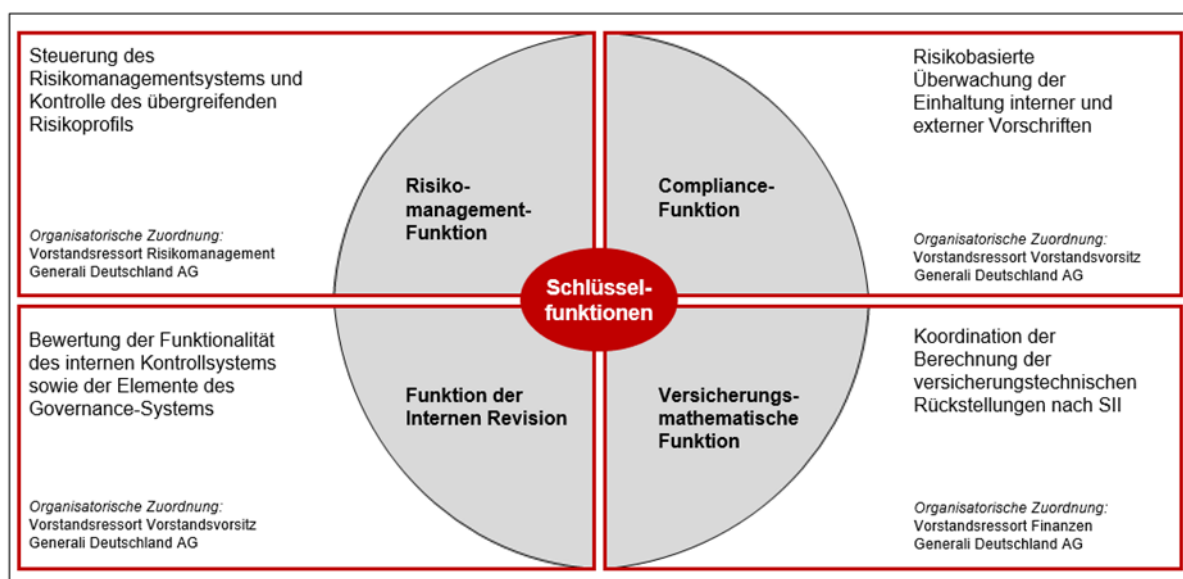 Steuerung des
Risikomanagementsystems und
Kontrolle des übergreifenden
Risikoprofils
Risiko-
management-
Funktion
Organisatorische Zuordnung:
Vorstandsressort Risikomanagement
Generali Deutschland AG
Risikobasierte
Überwachung der
Einhaltung interner und
externer Vorschriften
Compliance-
Funktion
Organisatorische Zuordnung:
Vorstandsressort Vorstandsvorsitz
Generali Deutschland AG
Schlüssel-
funktionen
Bewertung der Funktionalität
des internen Kontrollsystems
sowie der Elemente des
Governance-Systems
Funktion der
Internen Revision
Organisatorische Zuordnung:
Vorstandsressort Vorstandsvorsitz
Generali Deutschland AG
Koordination der
Berechnung der
versicherungstechnischen
Rückstellungen nach SII
Versicherungs-
mathematische
Funktion
Organisatorische Zuordnung:
Vorstandsressort Finanzen
Generali Deutschland AG